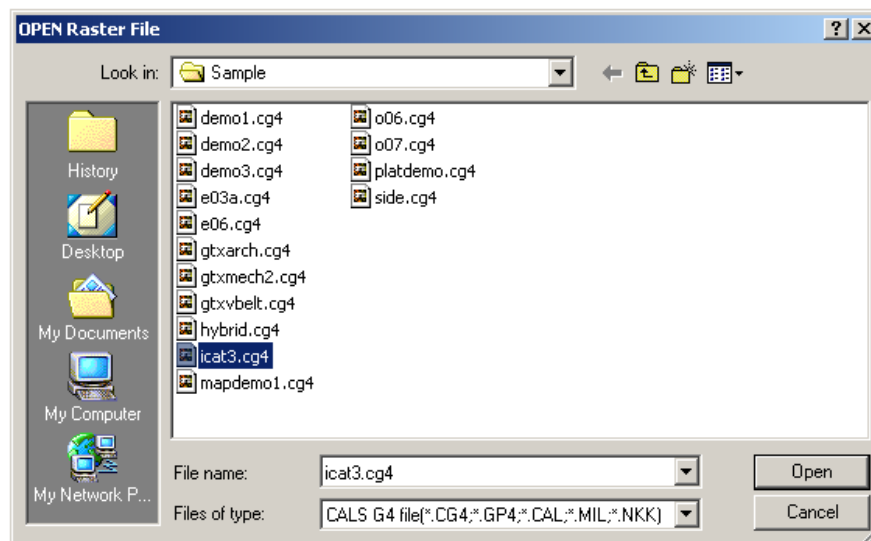 OPEN Raster File
Look in: Sample
History
Desktop
My Documents
My Computer
My Network P...
demo1.cg4
demo2.cg4
demo3.cg4
e03a.cg4
e06.cg4
gtxarch.cg4
gtxmech2.cg4
gtxvbelt.cg4
hybrid.cg4
icat3.cg4
mapdemo1.cg4
o06.cg4
o07.cg4
platdemo.cg4
side.cg4
File name: icat3.cg4 Open
Files of type: CALS G4 file(*.CG4;*.GP4;*.CAL;*.MIL;*.NKK) Cancel